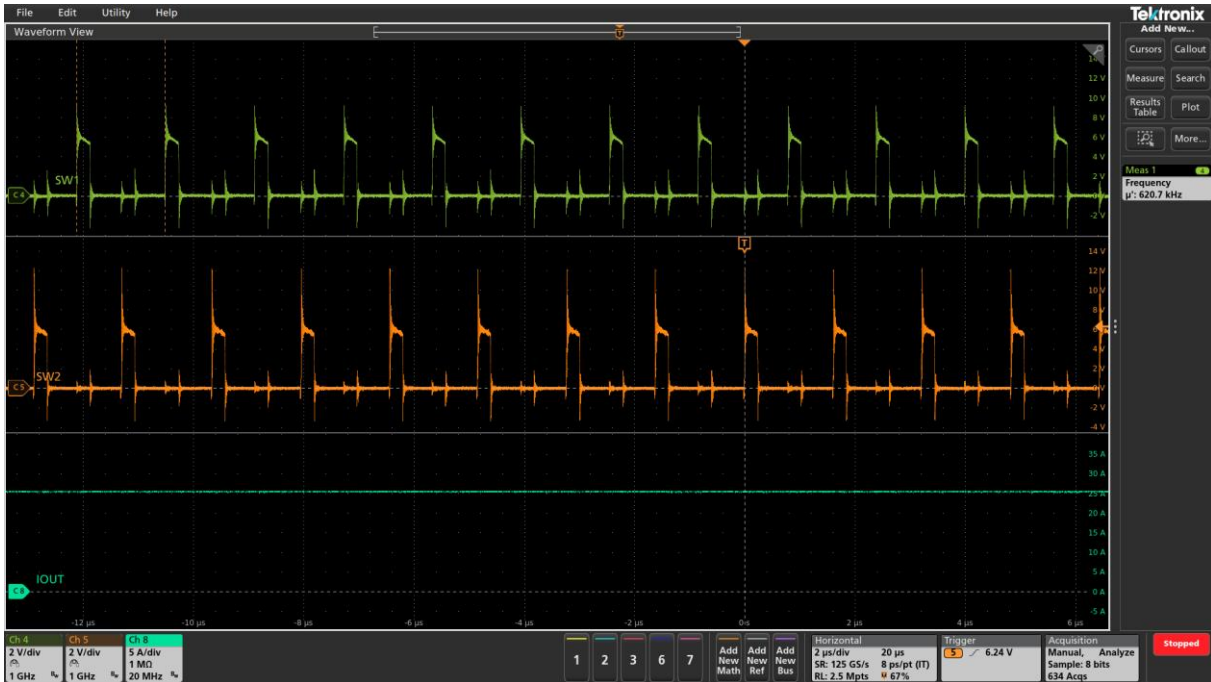 File Edit Utility Help
Tektronix
Waveform View
Add New...
Cursors Callout
Measure Search
Results Table Plot
More...
Meas 1 4
Frequency
µ': 620.7 kHz
T
14 V
12 V
10 V
8 V
6 V
4 V
2 V
-2 V
SW1
C 4
T
14 V
12 V
10 V
8 V
6 V
4 V
2 V
0 V
-2 V
-4 V
SW2
C 5
35 A
30 A
25 A
20 A
15 A
10 A
5 A
0 A
-5 A
IOUT
C 8
-12 µs -10 µs -8 µs -6 µs -4 µs -2 µs 0 s 2 µs 4 µs 6 µs
Ch 4
2 V/div
1 GHz
Ch 5
2 V/div
1 GHz
Ch 8
5 A/div
1 MΩ
20 MHz
1 2 3 6 7
Add New Math
Add New Ref
Add New Bus
Horizontal
2 µs/div 20 µs
SR: 125 GS/s 8 ps/pt (IT)
RL: 2.5 Mpts 67%
Trigger
5 6.24 V
Acquisition
Manual, Analyze
Sample: 8 bits
634 Acqs
Stopped